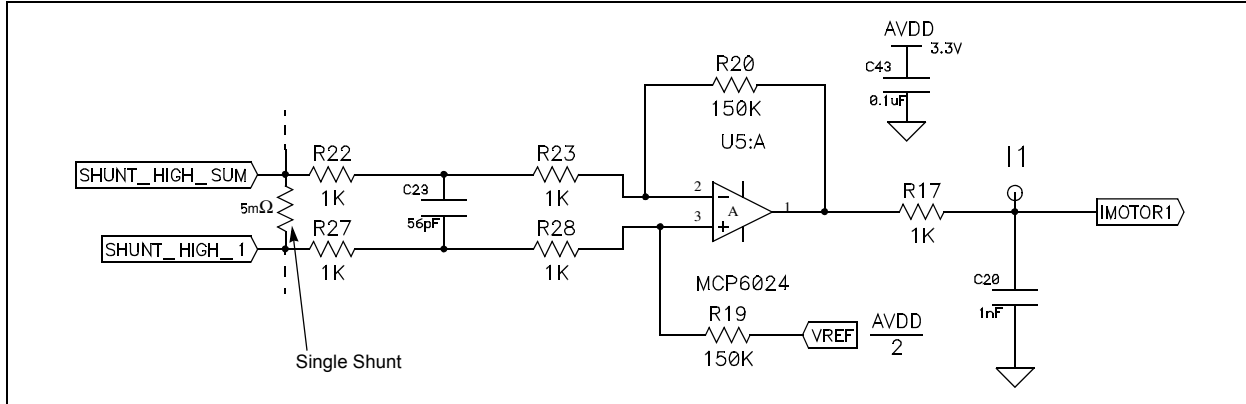 AVDD
3.3V
C43
0.1uF
R20
150K
U5:A
I1
SHUNT_HIGH_SUM
R22
1K
C23
56pF
R23
1K
2
−
A
1
3
+
R17
1K
IMOTOR1
5mΩ
SHUNT_HIGH_1
R27
1K
R28
1K
MCP6024
R19
150K
VREF
AVDD
2
C20
1nF
Single Shunt